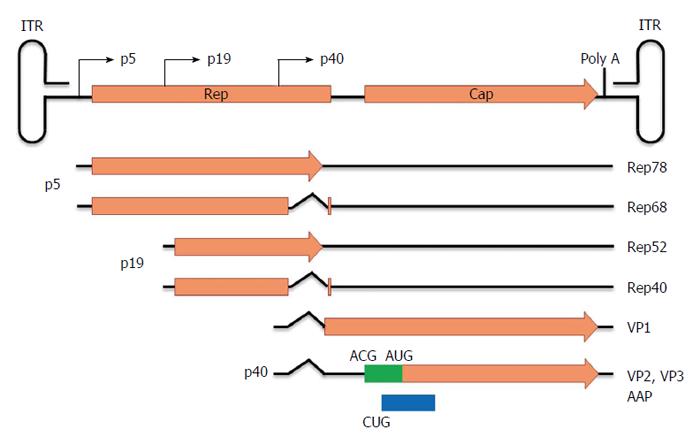 ITR
ITR
p5
p19
p40
Poly A
Rep
Cap
p5
Rep78
Rep68
p19
Rep52
Rep40
VP1
p40
ACG AUG
VP2, VP3
AAP
CUG